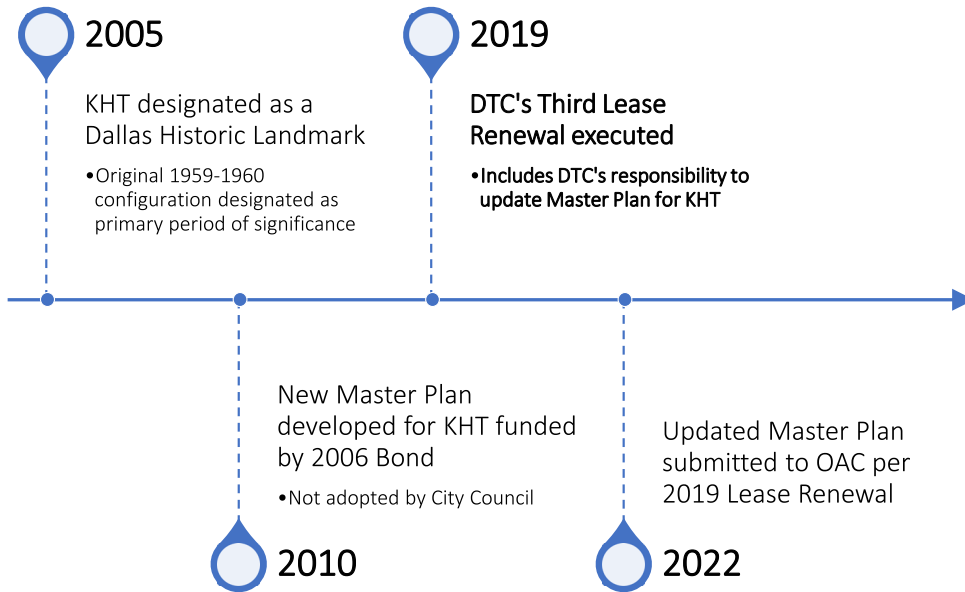 2005
KHT designated as a
Dallas Historic Landmark
•Original 1959-1960
configuration designated as
primary period of significance
2019
DTC's Third Lease
Renewal executed
•Includes DTC's responsibility to
update Master Plan for KHT
New Master Plan
developed for KHT funded
by 2006 Bond
•Not adopted by City Council
2010
Updated Master Plan
submitted to OAC per
2019 Lease Renewal
2022